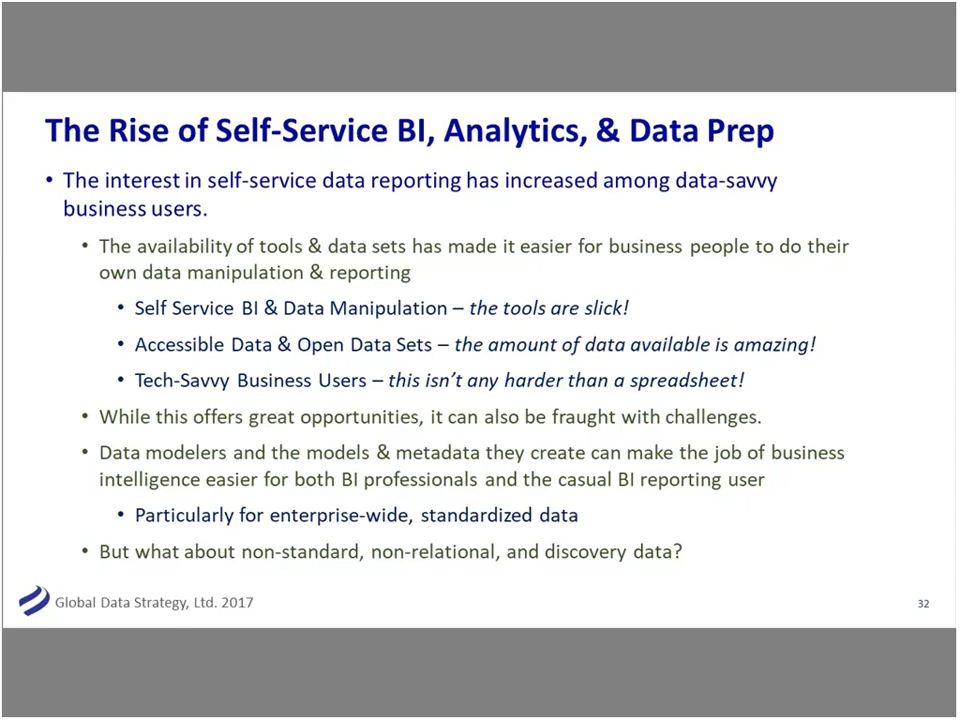 The Rise of Self-Service BI, Analytics, & Data Prep
• The interest in self-service data reporting has increased among data-savvy
business users.
• The availability of tools & data sets has made it easier for business people to do their
own data manipulation & reporting
• Self Service BI & Data Manipulation – the tools are slick!
• Accessible Data & Open Data Sets – the amount of data available is amazing!
• Tech-Savvy Business Users – this isn't any harder than a spreadsheet!
• While this offers great opportunities, it can also be fraught with challenges.
• Data modelers and the models & metadata they create can make the job of business
intelligence easier for both BI professionals and the casual BI reporting user
• Particularly for enterprise-wide, standardized data
• But what about non-standard, non-relational, and discovery data?
Global Data Strategy, Ltd. 2017
32